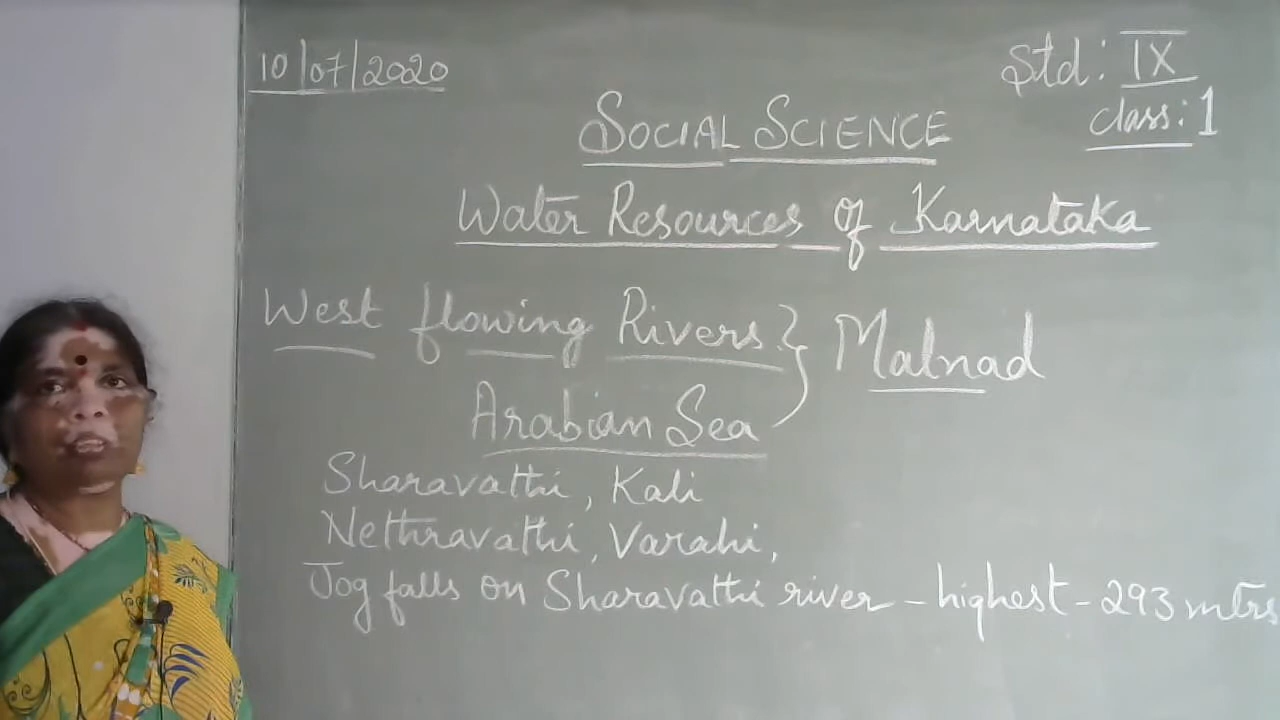 10/07/2020
Std: IX
Class: 1
SOCIAL SCIENCE
Water Resources of Karnataka
West flowing Rivers } Malnad
Arabian Sea
Sharavathi, Kali
Nethravathi, Varahi,
Jog falls on Sharavathi river - highest - 293 mtrs